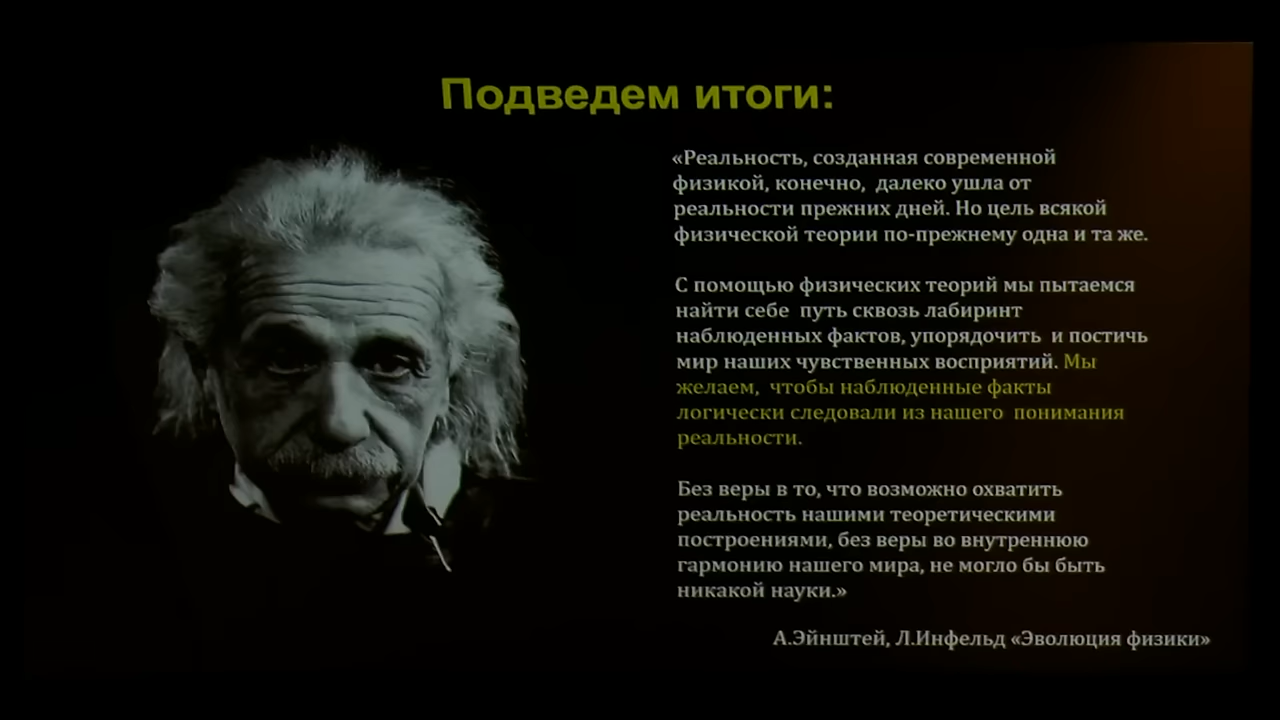 Подведем итоги:
«Реальность, созданная современной
физикой, конечно, далеко ушла от
реальности прежних дней. Но цель всякой
физической теории по-прежнему одна и та же.
С помощью физических теорий мы пытаемся
найти себе путь сквозь лабиринт
наблюденных фактов, упорядочить и постичь
мир наших чувственных восприятий. Мы
желаем, чтобы наблюденные факты
логически следовали из нашего понимания
реальности.
Без веры в то, что возможно охватить
реальность нашими теоретическими
построениями, без веры во внутреннюю
гармонию нашего мира, не могло бы быть
никакой науки.»
А.Эйнштей, Л.Инфельд «Эволюция физики»